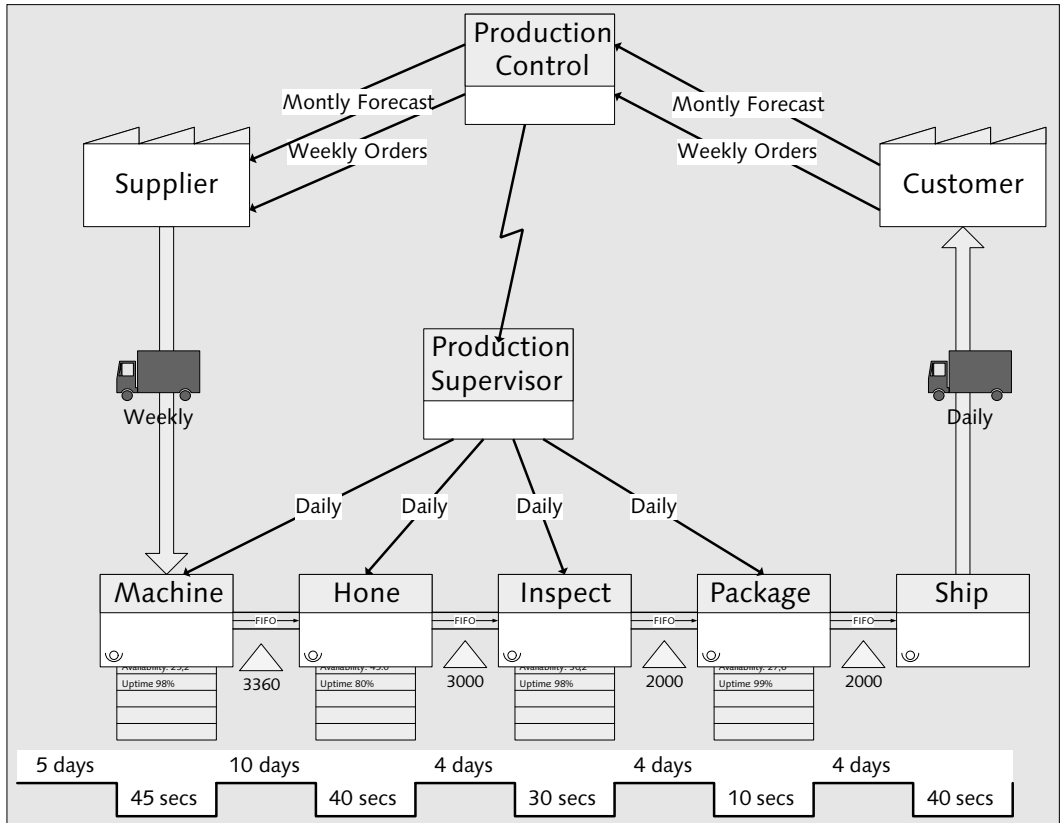 Production
Control
Montly Forecast
Montly Forecast
Weekly Orders
Weekly Orders
Supplier
Customer
Production
Supervisor
Weekly
Daily
Daily
Daily
Daily
Daily
Machine
Hone
Inspect
Package
Ship
FIFO
FIFO
FIFO
FIFO
3360
3000
2000
2000
Uptime 98%
Uptime 80%
Uptime 98%
Uptime 99%
5 days
10 days
4 days
4 days
4 days
45 secs
40 secs
30 secs
10 secs
40 secs